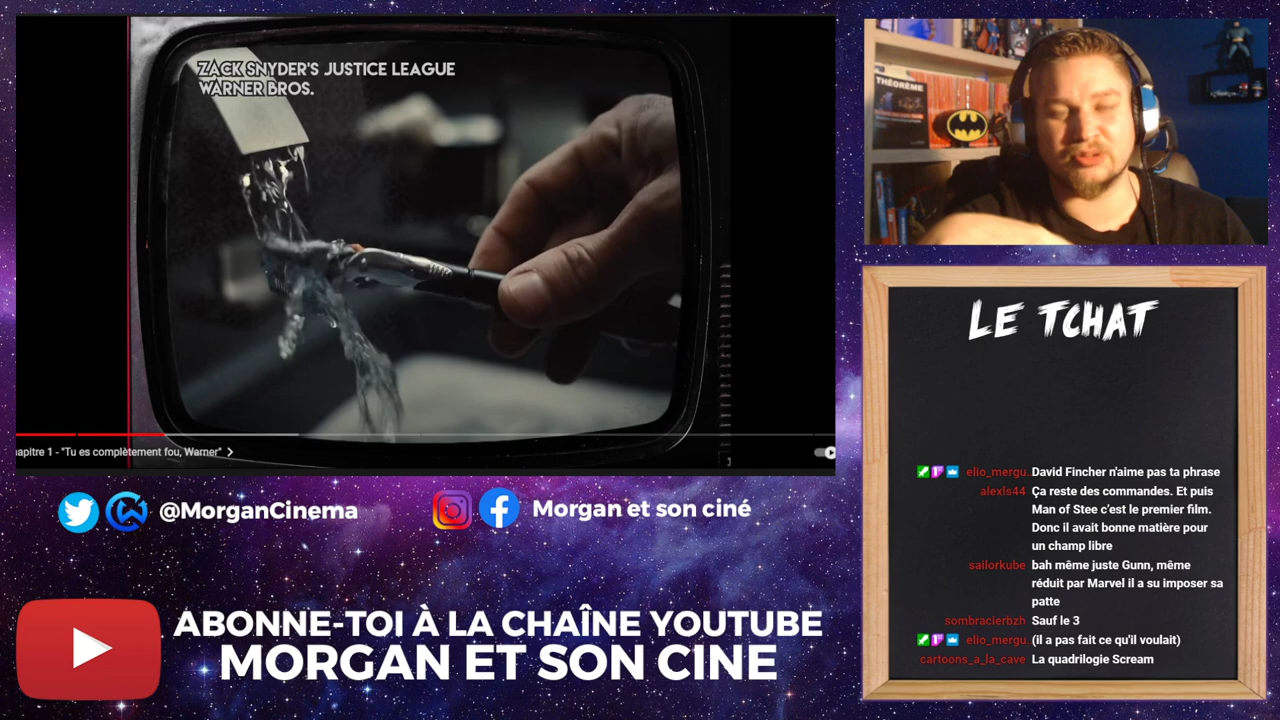 ZACK SNYDER'S JUSTICE LEAGUE
WARNER BROS.
apitre 1 - "Tu es complètement fou, Warner"
THÉORÈME
LE TCHAT
elio_mergu. David Fincher n'aime pas ta phrase
alexls44 Ça reste des commandes. Et puis
Man of Stee c'est le premier film.
Donc il avait bonne matière pour
un champ libre
sailorkube bah même juste Gunn, même
réduit par Marvel il a su imposer sa
patte
sombracierbzh Sauf le 3
elio_mergu. (il a pas fait ce qu'il voulait)
cartoons_a_la_cave La quadrilogie Scream
@MorganCinema
Morgan et son ciné
ABONNE-TOI À LA CHAÎNE YOUTUBE
MORGAN ET SON CINE